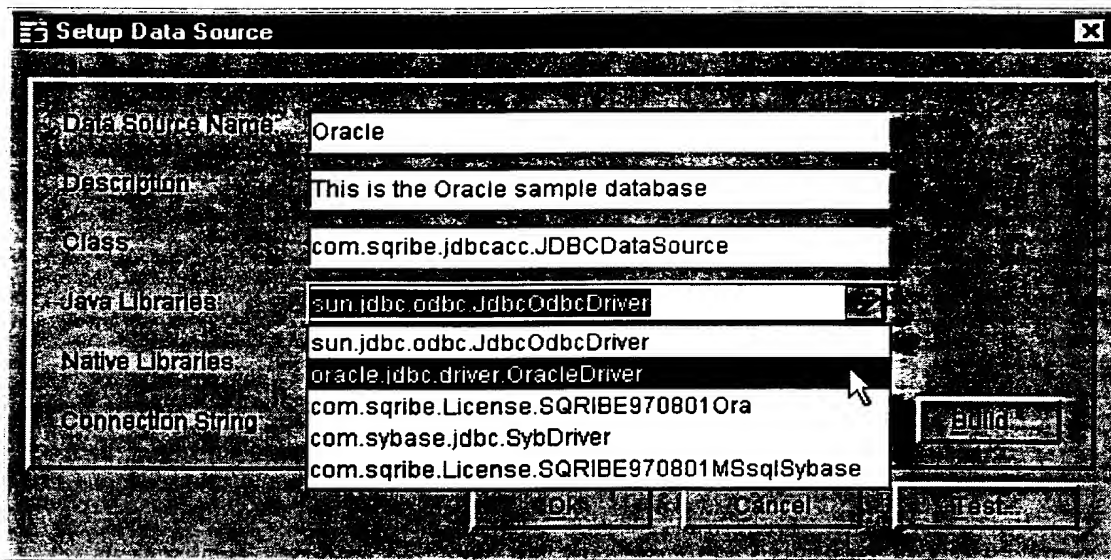 Setup Data Source
Data Source Name: Oracle
Description: This is the Oracle sample database
Class: com.sqribe.jdbcacc.JDBCDataSource
Java Libraries: sun.jdbc.odbc.JdbcOdbcDriver
sun.jdbc.odbc.JdbcOdbcDriver
Native Libraries: oracle.jdbc.driver.OracleDriver
com.sqribe.License.SQRIBE970801Ora
Connection String: Build...
com.sybase.jdbc.SybDriver
com.sqribe.License.SQRIBE970801MSsqlSybase
Ok Cancel Test...